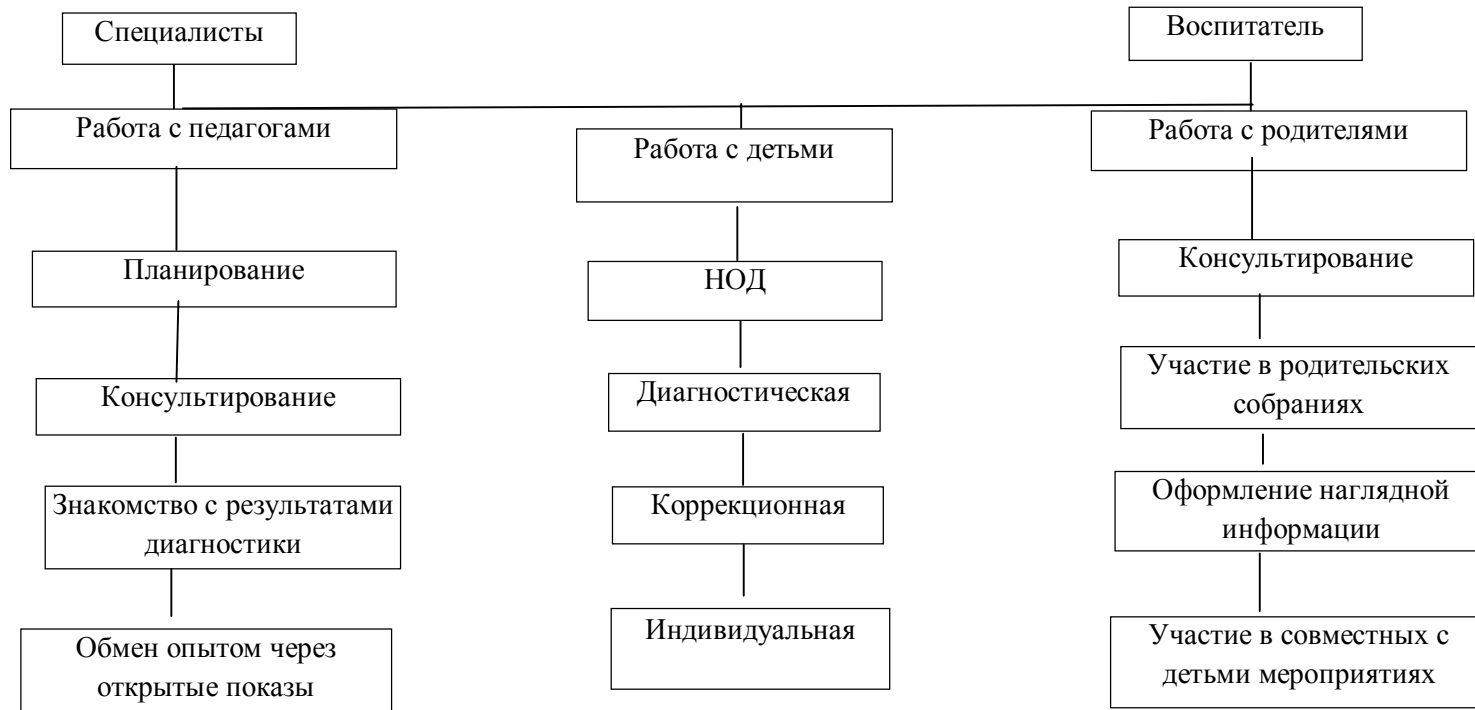 Специалисты
Воспитатель
Работа с педагогами
Работа с детьми
Работа с родителями
Планирование
НОД
Консультирование
Консультирование
Диагностическая
Участие в родительских
собраниях
Знакомство с результатами
диагностики
Коррекционная
Оформление наглядной
информации
Обмен опытом через
открытые показы
Индивидуальная
Участие в совместных с
детьми мероприятиях